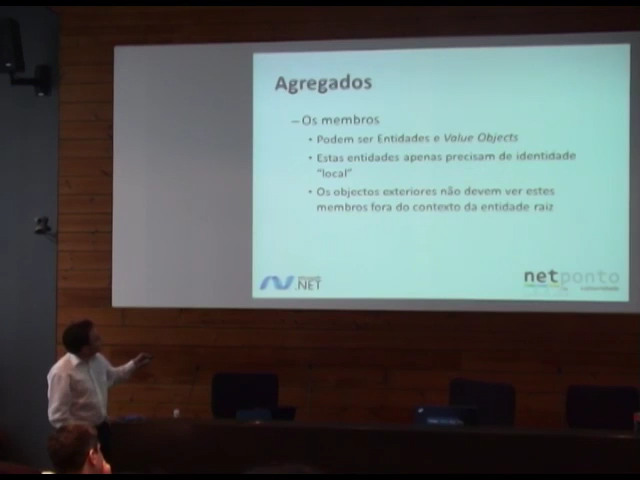 Agregados
– Os membros
• Podem ser Entidades e Value Objects
• Estas entidades apenas precisam de identidade
"local"
• Os objectos exteriores não devem ver estes
membros fora do contexto da entidade raiz
.NET
netponto